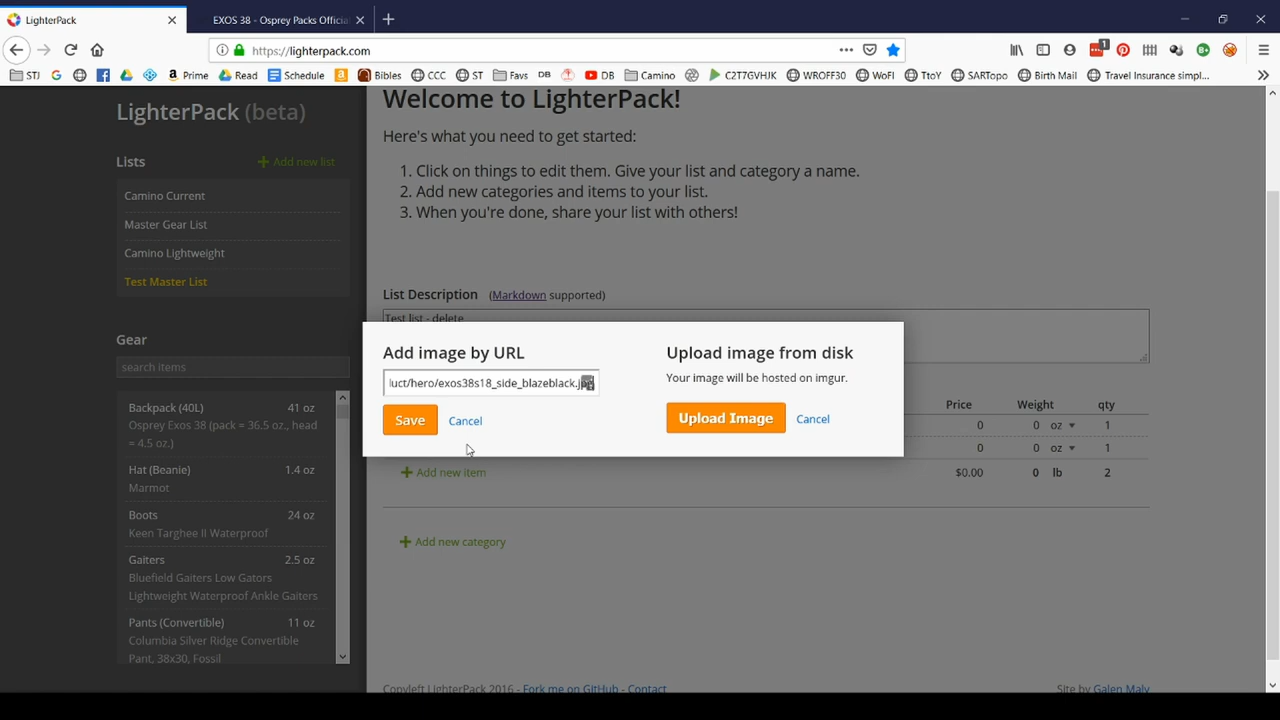 LighterPack
EXOS 38 - Osprey Packs Officia
https://lighterpack.com
1
STJ
Prime
Read
Schedule
Bibles
CCC
ST
Favs
DB
DB
Camino
C2T7GVHJK
WROFF30
WoFI
TtoY
SARTopo
Birth Mail
Travel Insurance simpl...
LighterPack (beta)
Lists
Add new list
Camino Current
Master Gear List
Camino Lightweight
Test Master List
Gear
search items
Backpack (40L) 41 oz
Osprey Exos 38 (pack = 36.5 oz., head
= 4.5 oz.)
Hat (Beanie) 1.4 oz
Marmot
Boots 24 oz
Keen Targhee II Waterproof
Gaiters 2.5 oz
Bluefield Gaiters Low Gators
Lightweight Waterproof Ankle Gaiters
Pants (Convertible) 11 oz
Columbia Silver Ridge Convertible
Pant, 38x30, Fossil
Welcome to LighterPack!
Here's what you need to get started:
1. Click on things to edit them. Give your list and category a name.
2. Add new categories and items to your list.
3. When you're done, share your list with others!
List Description (Markdown supported)
Test list - delete
Add image by URL
luct/hero/exos38s18_side_blazeblack.jp
Save Cancel
Upload image from disk
Your image will be hosted on imgur.
Upload Image Cancel
Price Weight qty
0 0 oz 1
0 0 oz 1
Add new item $0.00 0 lb 2
Add new category
Copyleft LighterPack 2016 - Fork me on GitHub - Contact
Site by Galen Maly